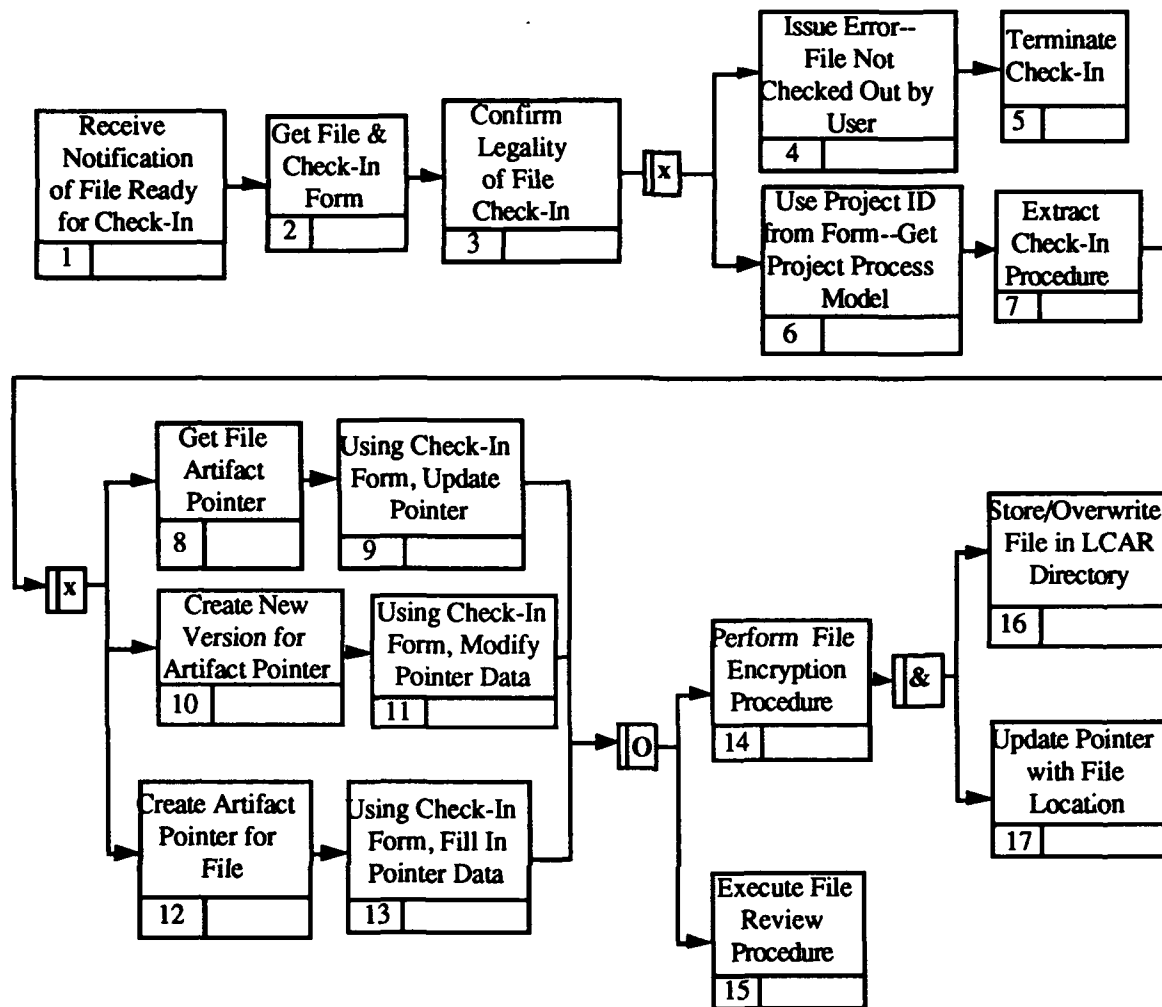 Receive
Notification
of File Ready
for Check-In
1
Get File &
Check-In
Form
2
Confirm
Legality
of File
Check-In
3
x
Issue Error--
File Not
Checked Out by
User
4
Terminate
Check-In
5
Use Project ID
from Form--Get
Project Process
Model
6
Extract
Check-In
Procedure
7
x
Get File
Artifact
Pointer
8
Using Check-In
Form, Update
Pointer
9
Create New
Version for
Artifact Pointer
10
Using Check-In
Form, Modify
Pointer Data
11
Create Artifact
Pointer for
File
12
Using Check-In
Form, Fill In
Pointer Data
13
O
Perform File
Encryption
Procedure
14
Execute File
Review
Procedure
15
&
Store/Overwrite
File in LCAR
Directory
16
Update Pointer
with File
Location
17